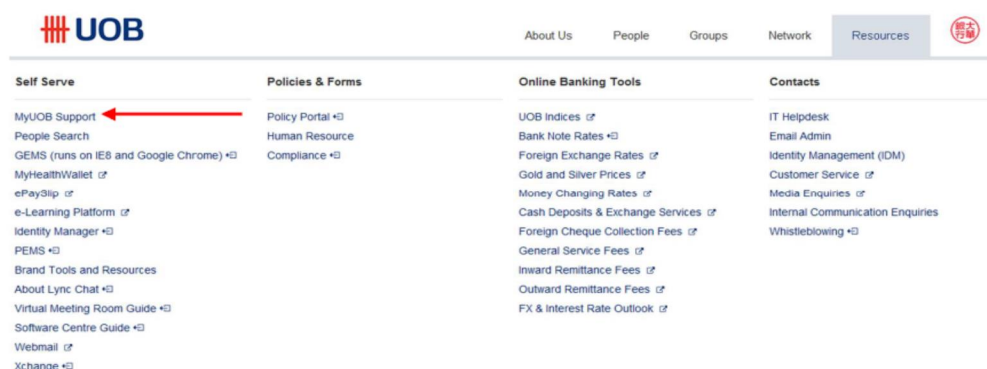 UOB
About Us People Groups Network Resources
大華銀行
Self Serve
MyUOB Support
People Search
GEMS (runs on IE8 and Google Chrome)
MyHealthWallet
ePaySlip
e-Learning Platform
Identity Manager
PEMS
Brand Tools and Resources
About Lync Chat
Virtual Meeting Room Guide
Software Centre Guide
Webmail
Xchange
Policies & Forms
Policy Portal
Human Resource
Compliance
Online Banking Tools
UOB Indices
Bank Note Rates
Foreign Exchange Rates
Gold and Silver Prices
Money Changing Rates
Cash Deposits & Exchange Services
Foreign Cheque Collection Fees
General Service Fees
Inward Remittance Fees
Outward Remittance Fees
FX & Interest Rate Outlook
Contacts
IT Helpdesk
Email Admin
Identity Management (IDM)
Customer Service
Media Enquiries
Internal Communication Enquiries
Whistleblowing